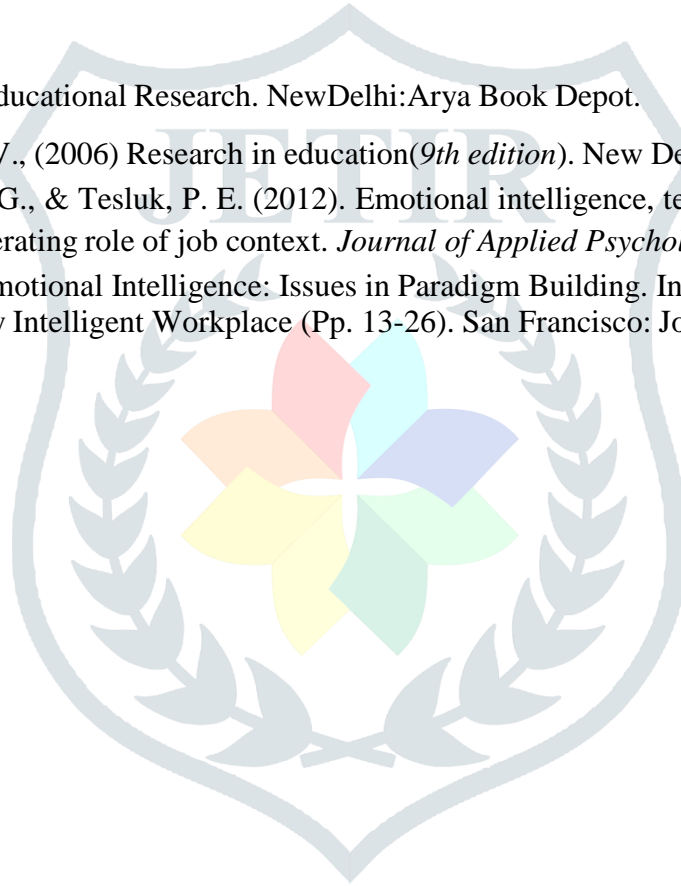 ducational Research. NewDelhi:Arya Book Depot.
V., (2006) Research in education(9th edition). New De
G., & Tesluk, P. E. (2012). Emotional intelligence, te
erating role of job context. Journal of Applied Psychol
motional Intelligence: Issues in Paradigm Building. In
y Intelligent Workplace (Pp. 13-26). San Francisco: Jo
JETIR